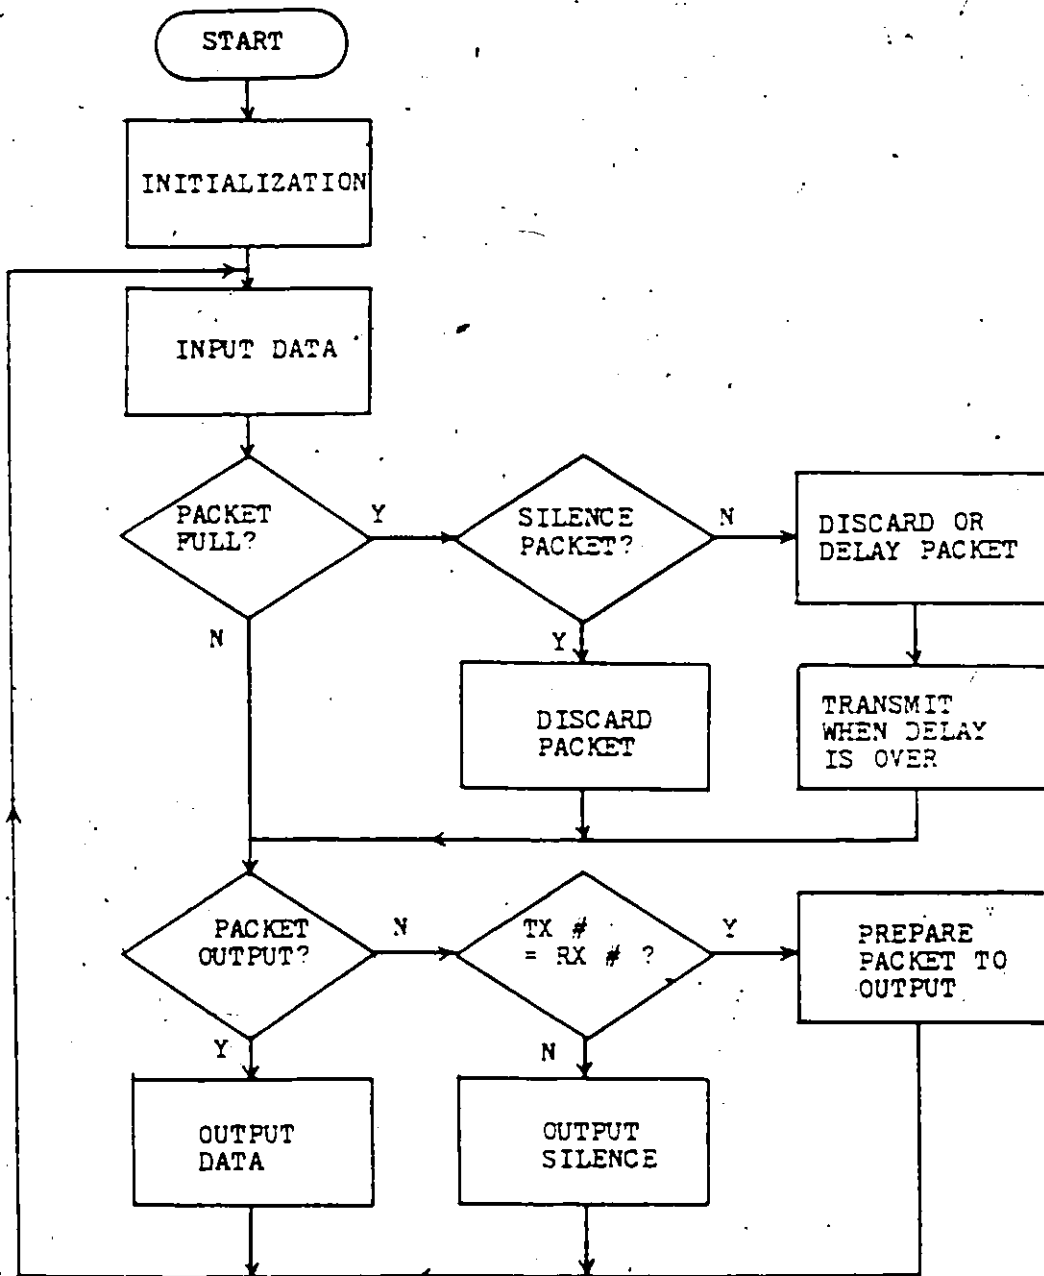 START
INITIALIZATION
INPUT DATA
PACKET
FULL?
Y
N
SILENCE
PACKET?
N
Y
DISCARD OR
DELAY PACKET
DISCARD
PACKET
TRANSMIT
WHEN DELAY
IS OVER
PACKET
OUTPUT?
N
Y
TX #
= RX # ?
Y
N
PREPARE
PACKET TO
OUTPUT
OUTPUT
DATA
OUTPUT
SILENCE